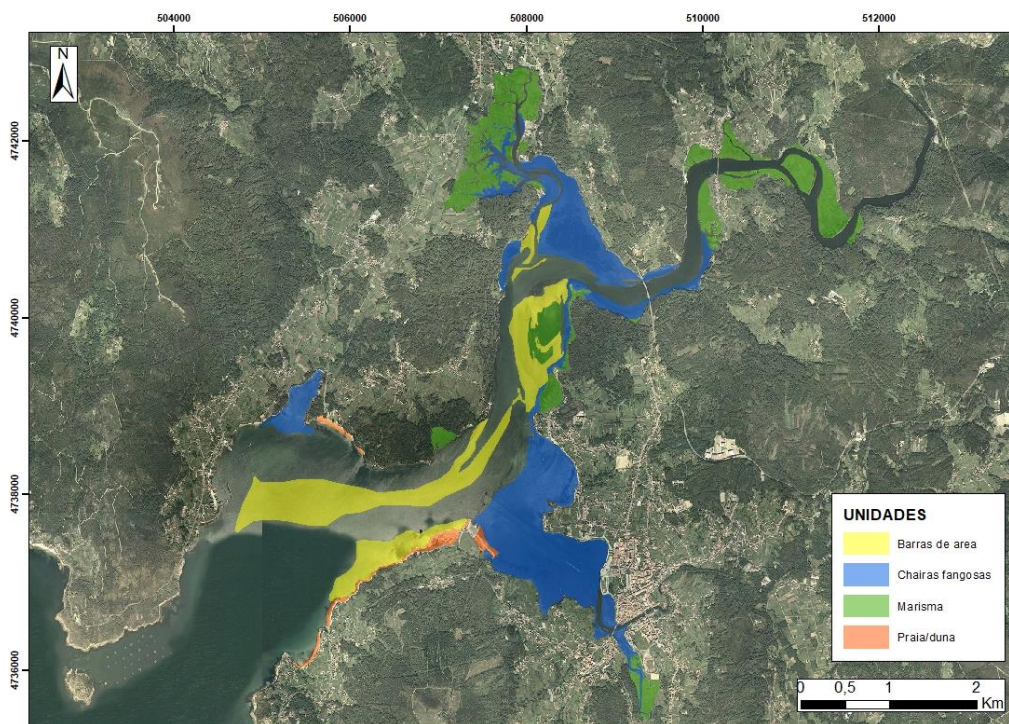 504000 506000 508000 510000 512000
N
4742000
4740000
4738000
4736000
UNIDADES
Barras de area
Chairas fangosas
Marisma
Praia/duna
0 0,5 1 2
Km